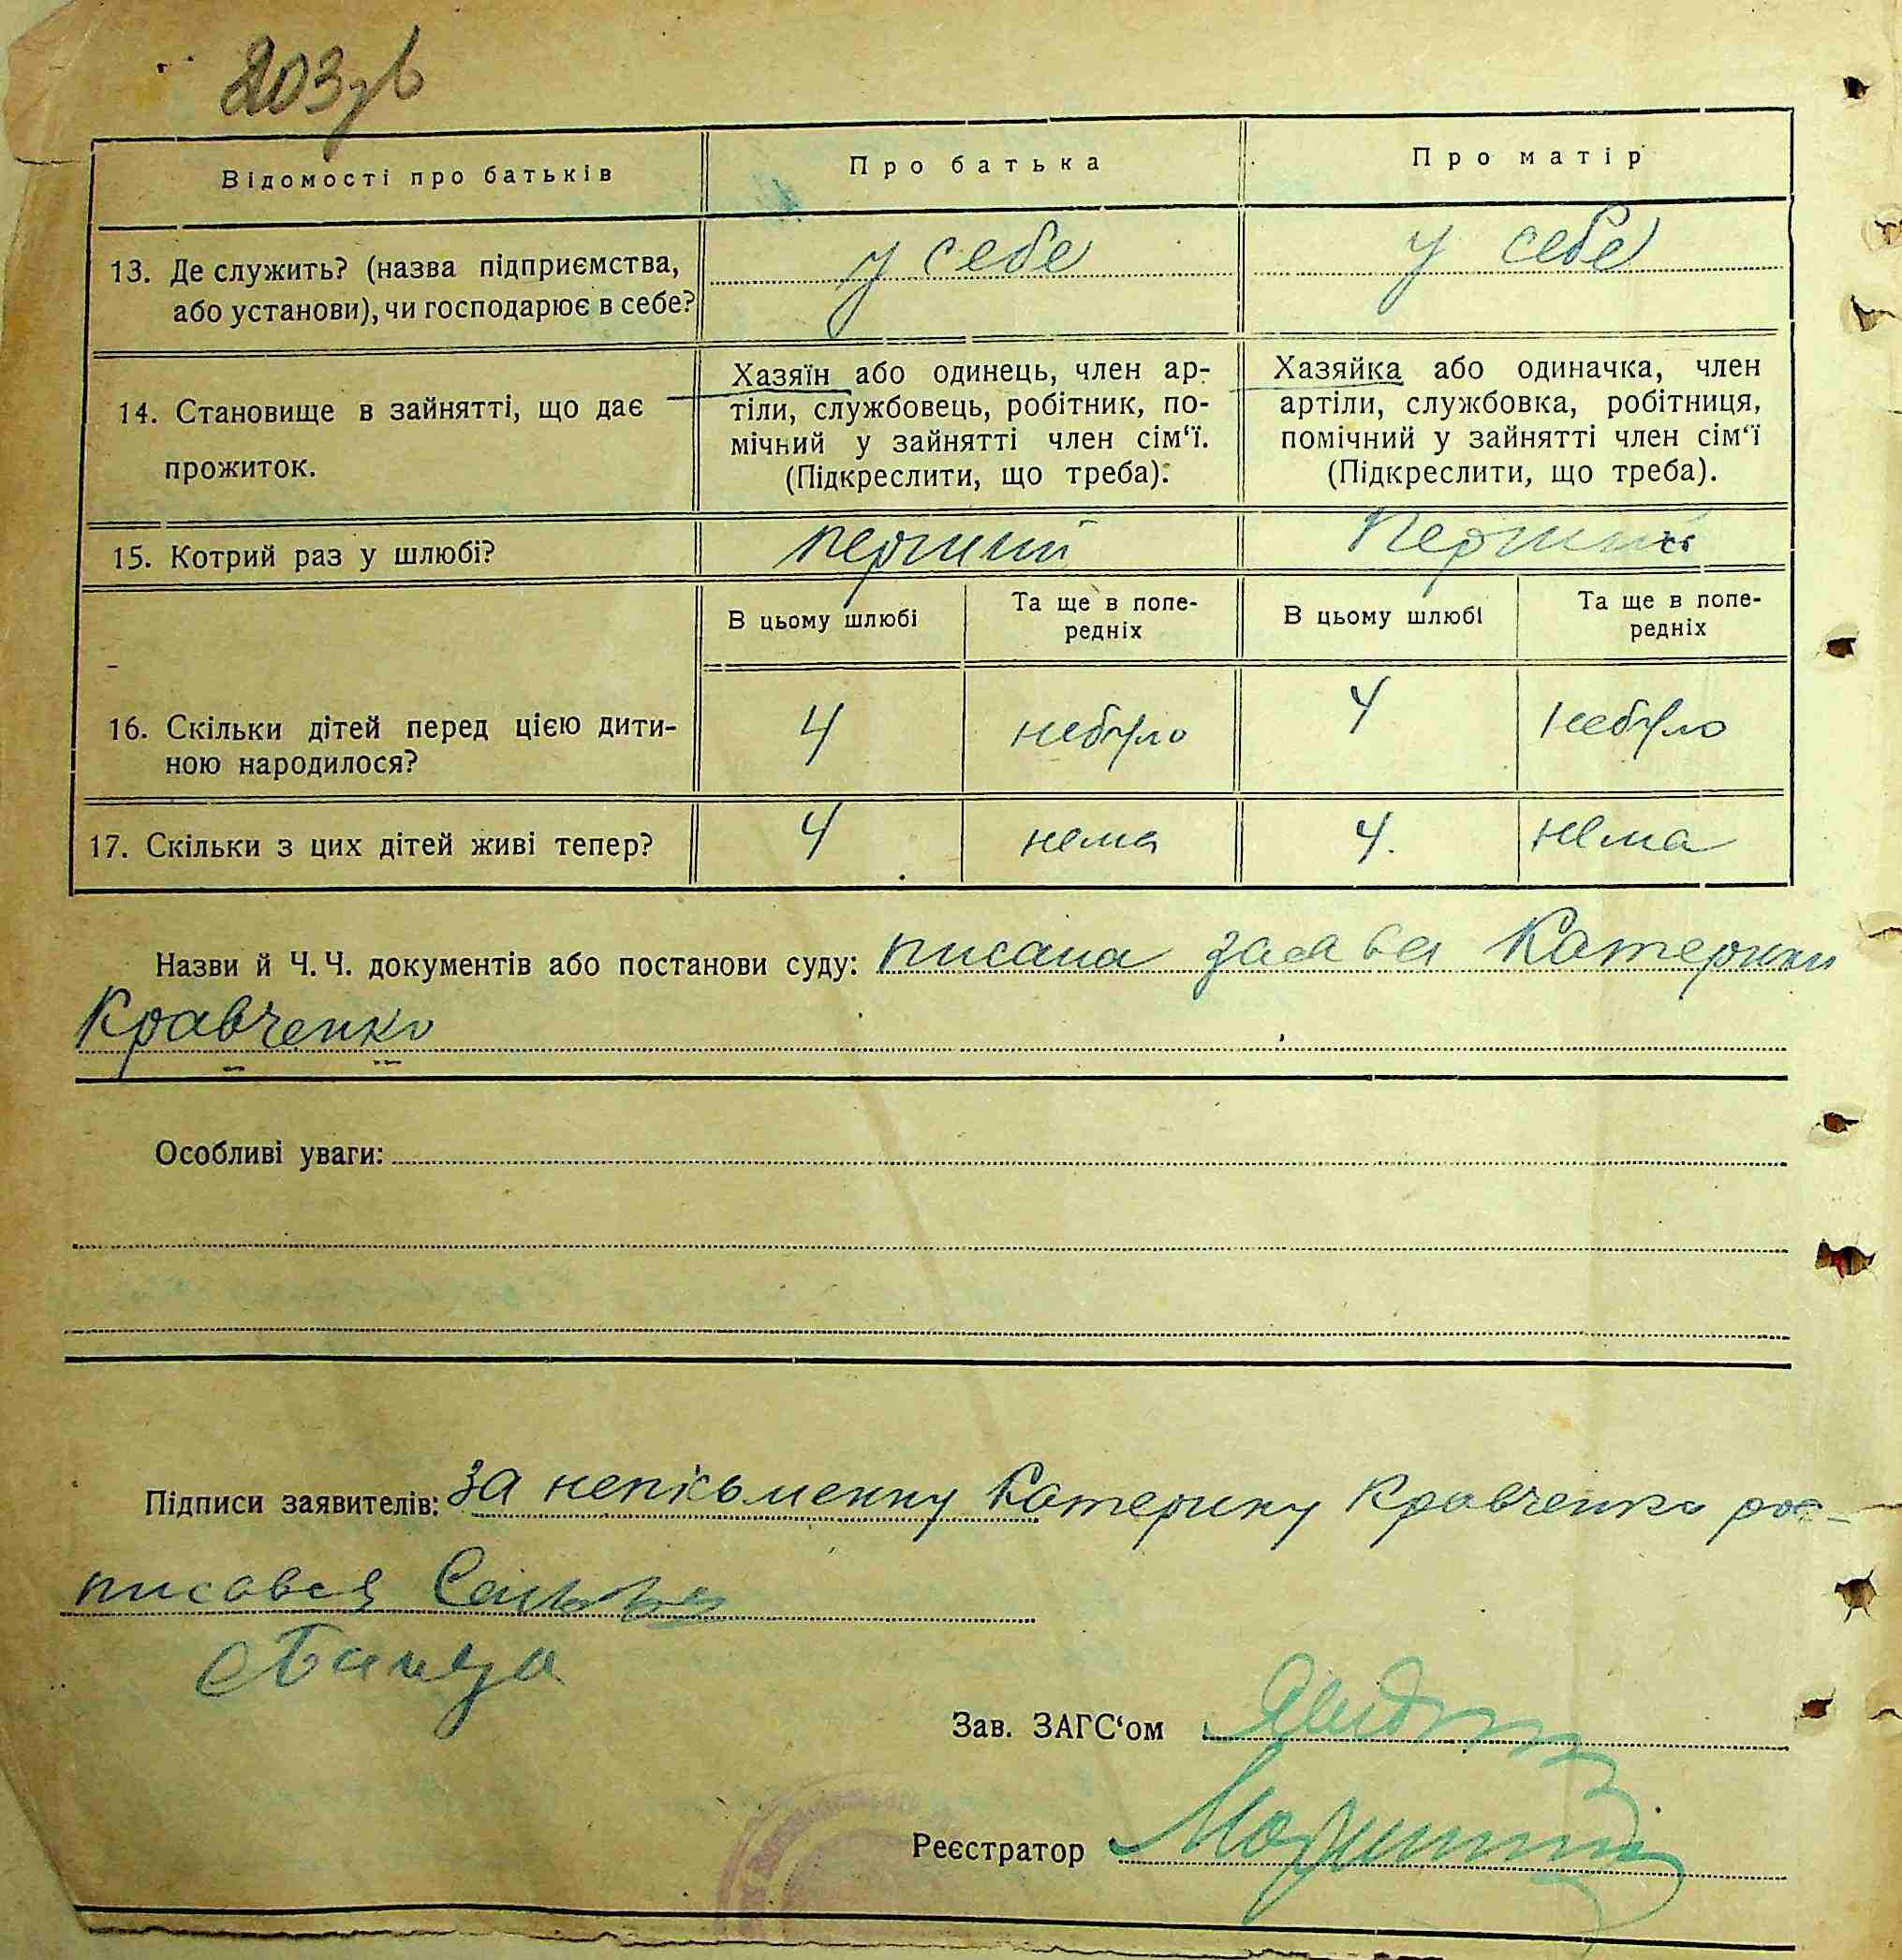 203зв
Відомості про батьків
Про батька
Про матір
13. Де служить? (назва підприємства,
або установи), чи господарює в себе?
у себе
у себе
14. Становище в зайнятті, що дає
прожиток.
Хазяїн або одинець, член ар-
тіли, службовець, робітник, по-
мічний у зайнятті член сім‘ї.
(Підкреслити, що треба).
Хазяйка або одиначка, член
артіли, службовка, робітниця,
помічний у зайнятті член сім‘ї
(Підкреслити, що треба).
15. Котрий раз у шлюбі?
перший
Перший
В цьому шлюбі
Та ще в попе-
редніх
В цьому шлюбі
Та ще в попе-
редніх
16. Скільки дітей перед цією дити-
ною народилося?
4
небуло
4
небуло
17. Скільки з цих дітей живі тепер?
4
нема
4.
нема
Назви й Ч. Ч. документів або постанови суду: писана заява Катерини
Кравченко
Особливі уваги:
Підписи заявителів: За непісьменну Катерину Кравченко рос-
писався
Зав. ЗАГС‘ом
Реєстратор